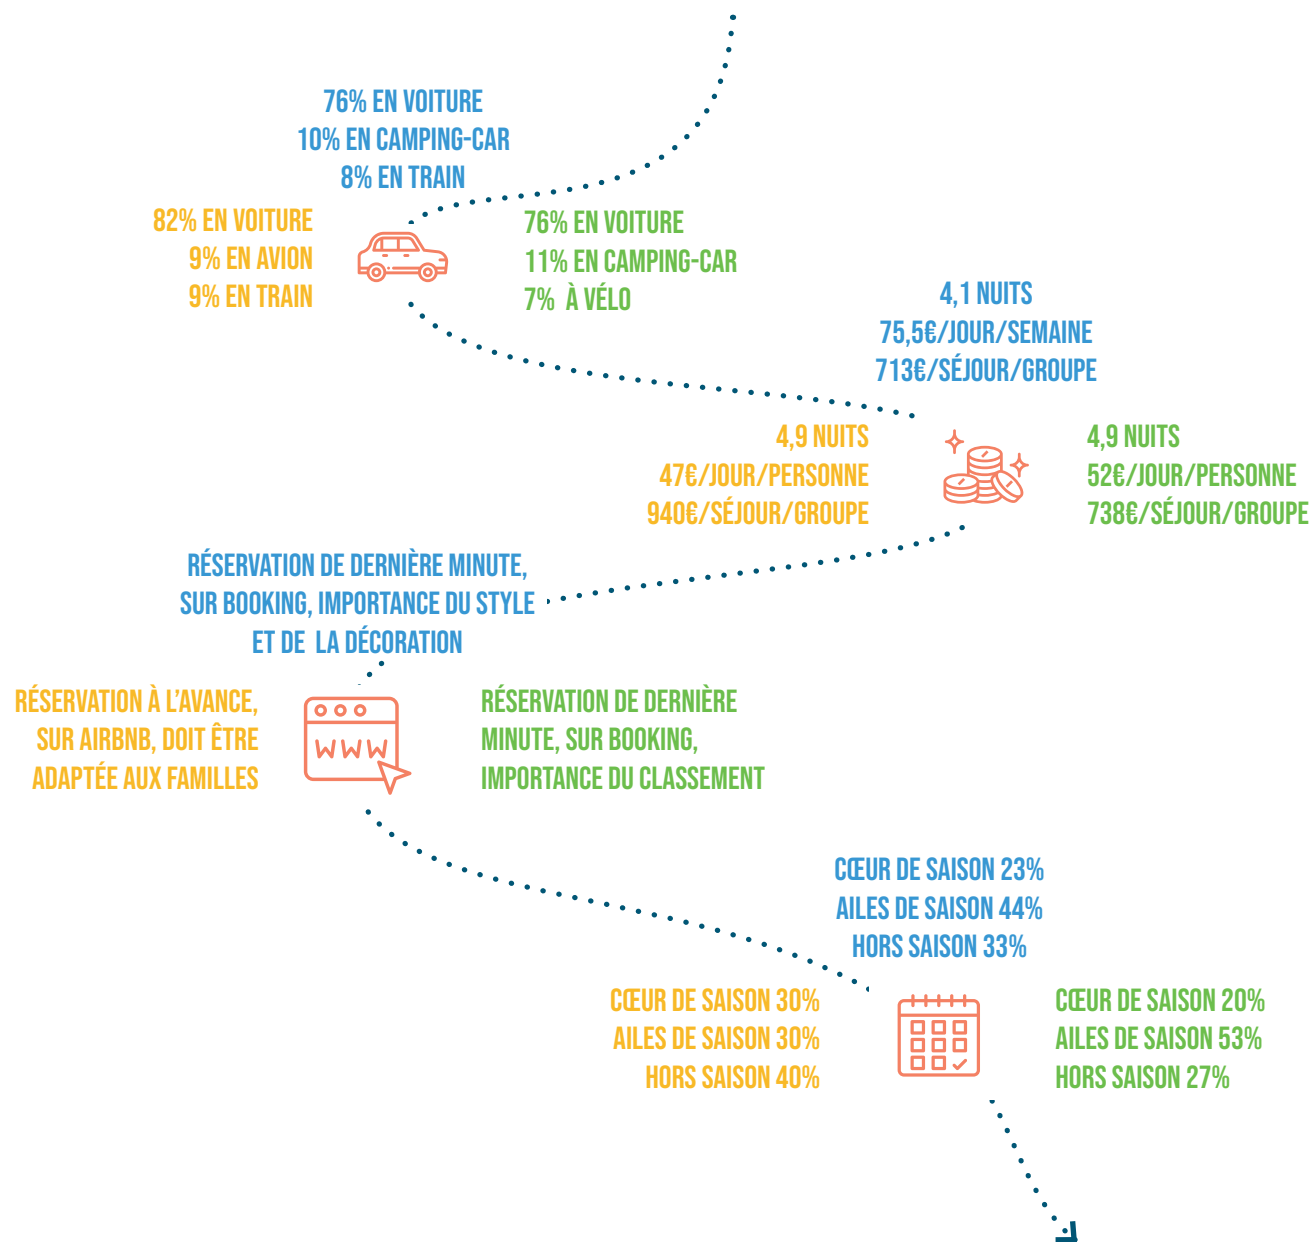 76% EN VOITURE
10% EN CAMPING-CAR
8% EN TRAIN
82% EN VOITURE
9% EN AVION
9% EN TRAIN
76% EN VOITURE
11% EN CAMPING-CAR
7% À VÉLO
4,1 NUITS
75,5€/JOUR/SEMAINE
713€/SÉJOUR/GROUPE
4,9 NUITS
47€/JOUR/PERSONNE
940€/SÉJOUR/GROUPE
4,9 NUITS
52€/JOUR/PERSONNE
738€/SÉJOUR/GROUPE
RÉSERVATION DE DERNIÈRE MINUTE,
SUR BOOKING, IMPORTANCE DU STYLE
ET DE LA DÉCORATION
RÉSERVATION À L'AVANCE,
SUR AIRBNB, DOIT ÊTRE
ADAPTÉE AUX FAMILLES
WWW
RÉSERVATION DE DERNIÈRE
MINUTE, SUR BOOKING,
IMPORTANCE DU CLASSEMENT
CŒUR DE SAISON 23%
AILES DE SAISON 44%
HORS SAISON 33%
CŒUR DE SAISON 30%
AILES DE SAISON 30%
HORS SAISON 40%
CŒUR DE SAISON 20%
AILES DE SAISON 53%
HORS SAISON 27%